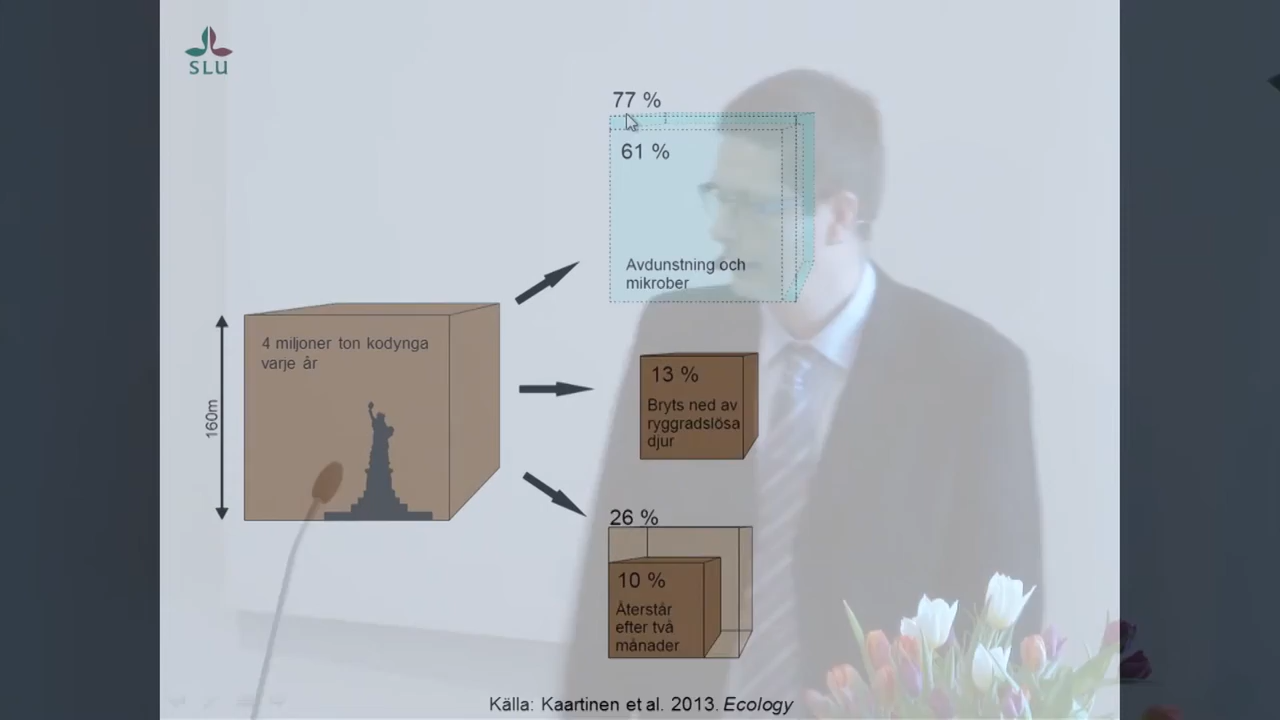 SLU
77 %
61 %
Avdunstning och
mikrober
4 miljoner ton kodynga
varje år
160m
13 %
Bryts ned av
ryggradslösa
djur
26 %
10 %
Återstår
efter två
månader
Källa: Kaartinen et al. 2013. Ecology